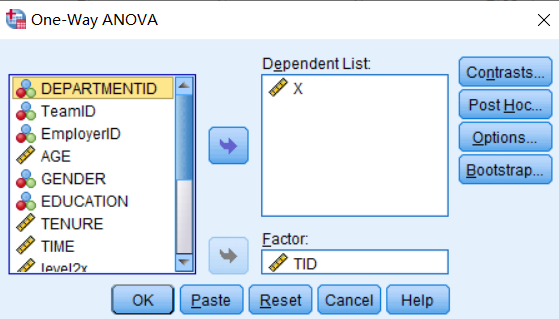 One-Way ANOVA
DEPARTMENTID
TeamID
EmployerID
AGE
GENDER
EDUCATION
TENURE
TIME
level2x
Dependent List:
X
Factor:
TID
Contrasts...
Post Hoc...
Options...
Bootstrap...
OK
Paste
Reset
Cancel
Help